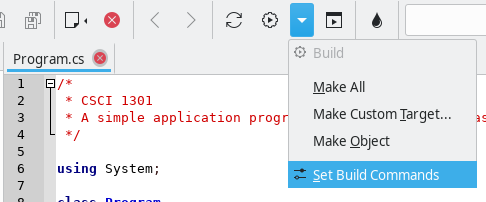 Program.cs
Build
Make All
Make Custom Target...
Make Object
Set Build Commands
1 /*
2 * CSCI 1301
3 * A simple application progr
4 */
5
6 using System;
7
8 class Program